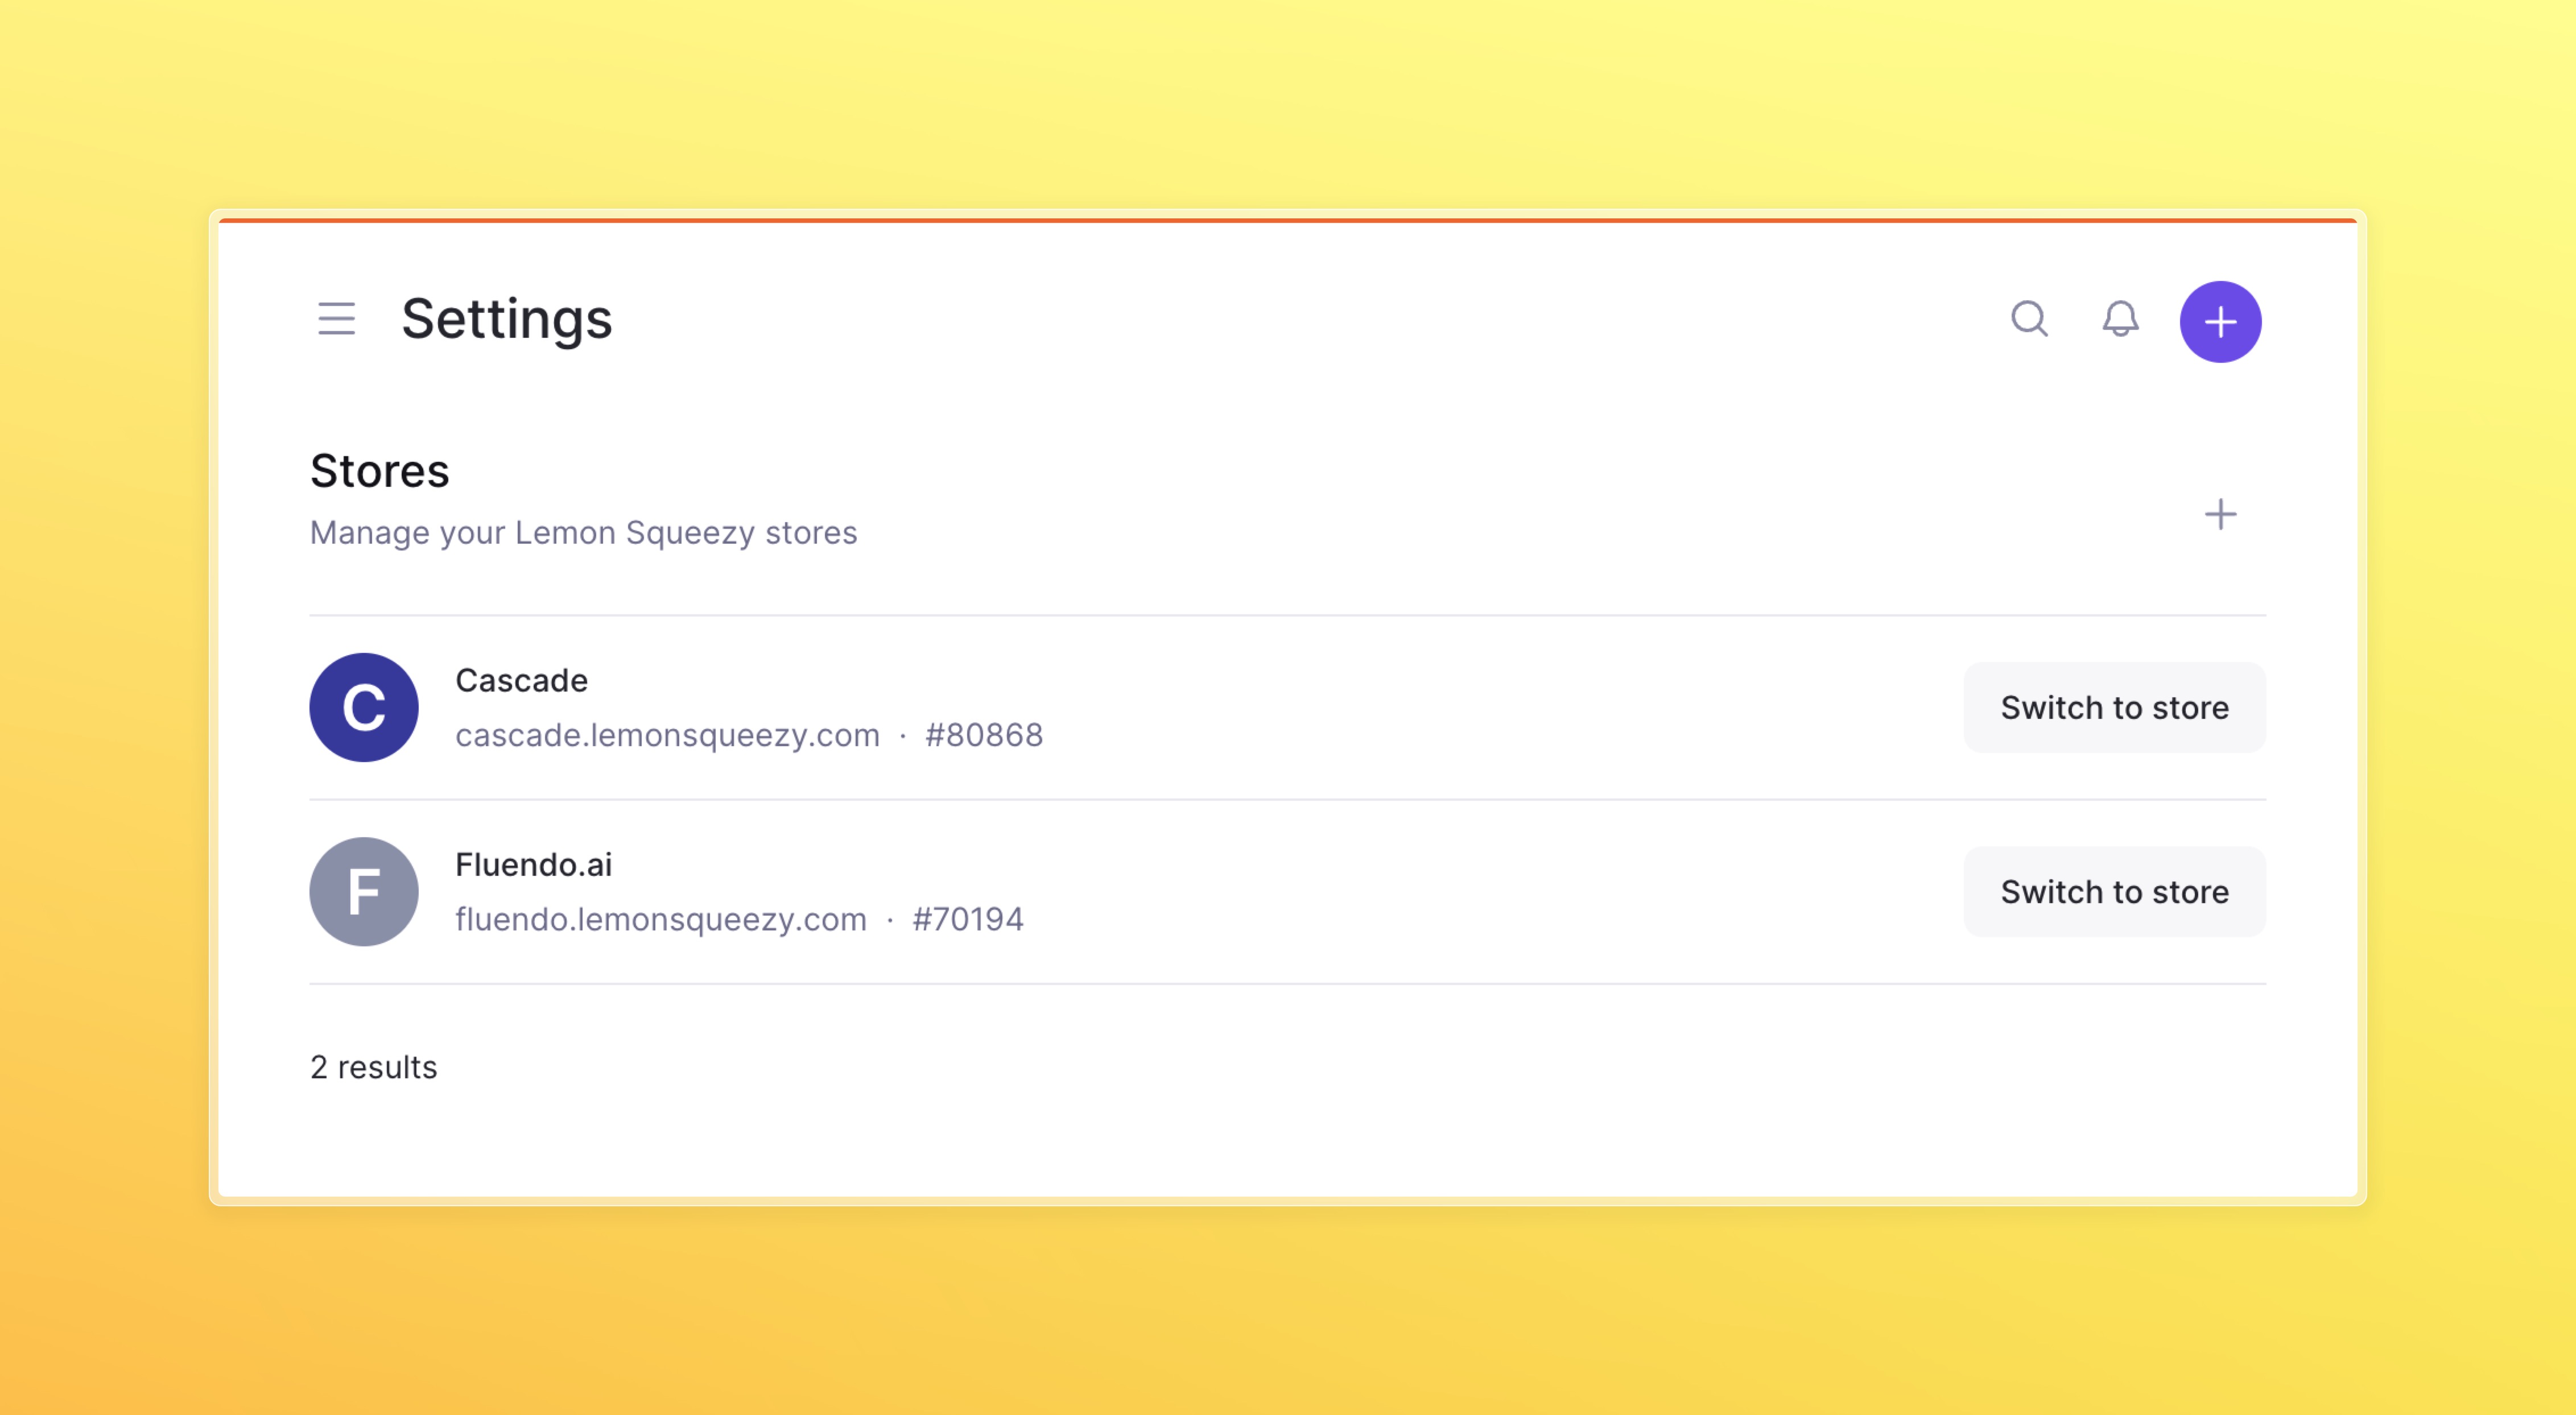 Settings
Stores
Manage your Lemon Squeezy stores
C
Cascade
cascade.lemonsqueezy.com · #80868
Switch to store
F
Fluendo.ai
fluendo.lemonsqueezy.com · #70194
Switch to store
2 results